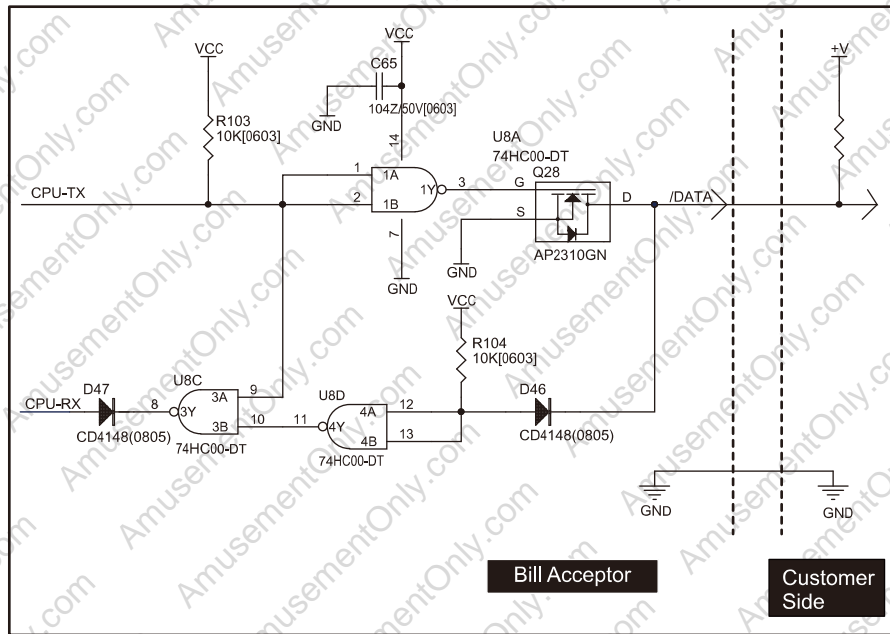 VCC
VCC
+V
C65
104Z/50V[0603]
GND
R103
10K[0603]
14
U8A
74HC00-DT
Q28
CPU-TX
1
1A
2
1B
1Y
3
G
S
D
/DATA
7
GND
GND
AP2310GN
VCC
R104
10K[0603]
D47
CPU-RX
8
U8C
3Y
3A
9
3B
10
CD4148(0805)
74HC00-DT
U8D
11
4Y
4A
12
4B
13
74HC00-DT
D46
CD4148(0805)
GND
GND
Bill Acceptor
Customer
Side
AmusementOnly.com